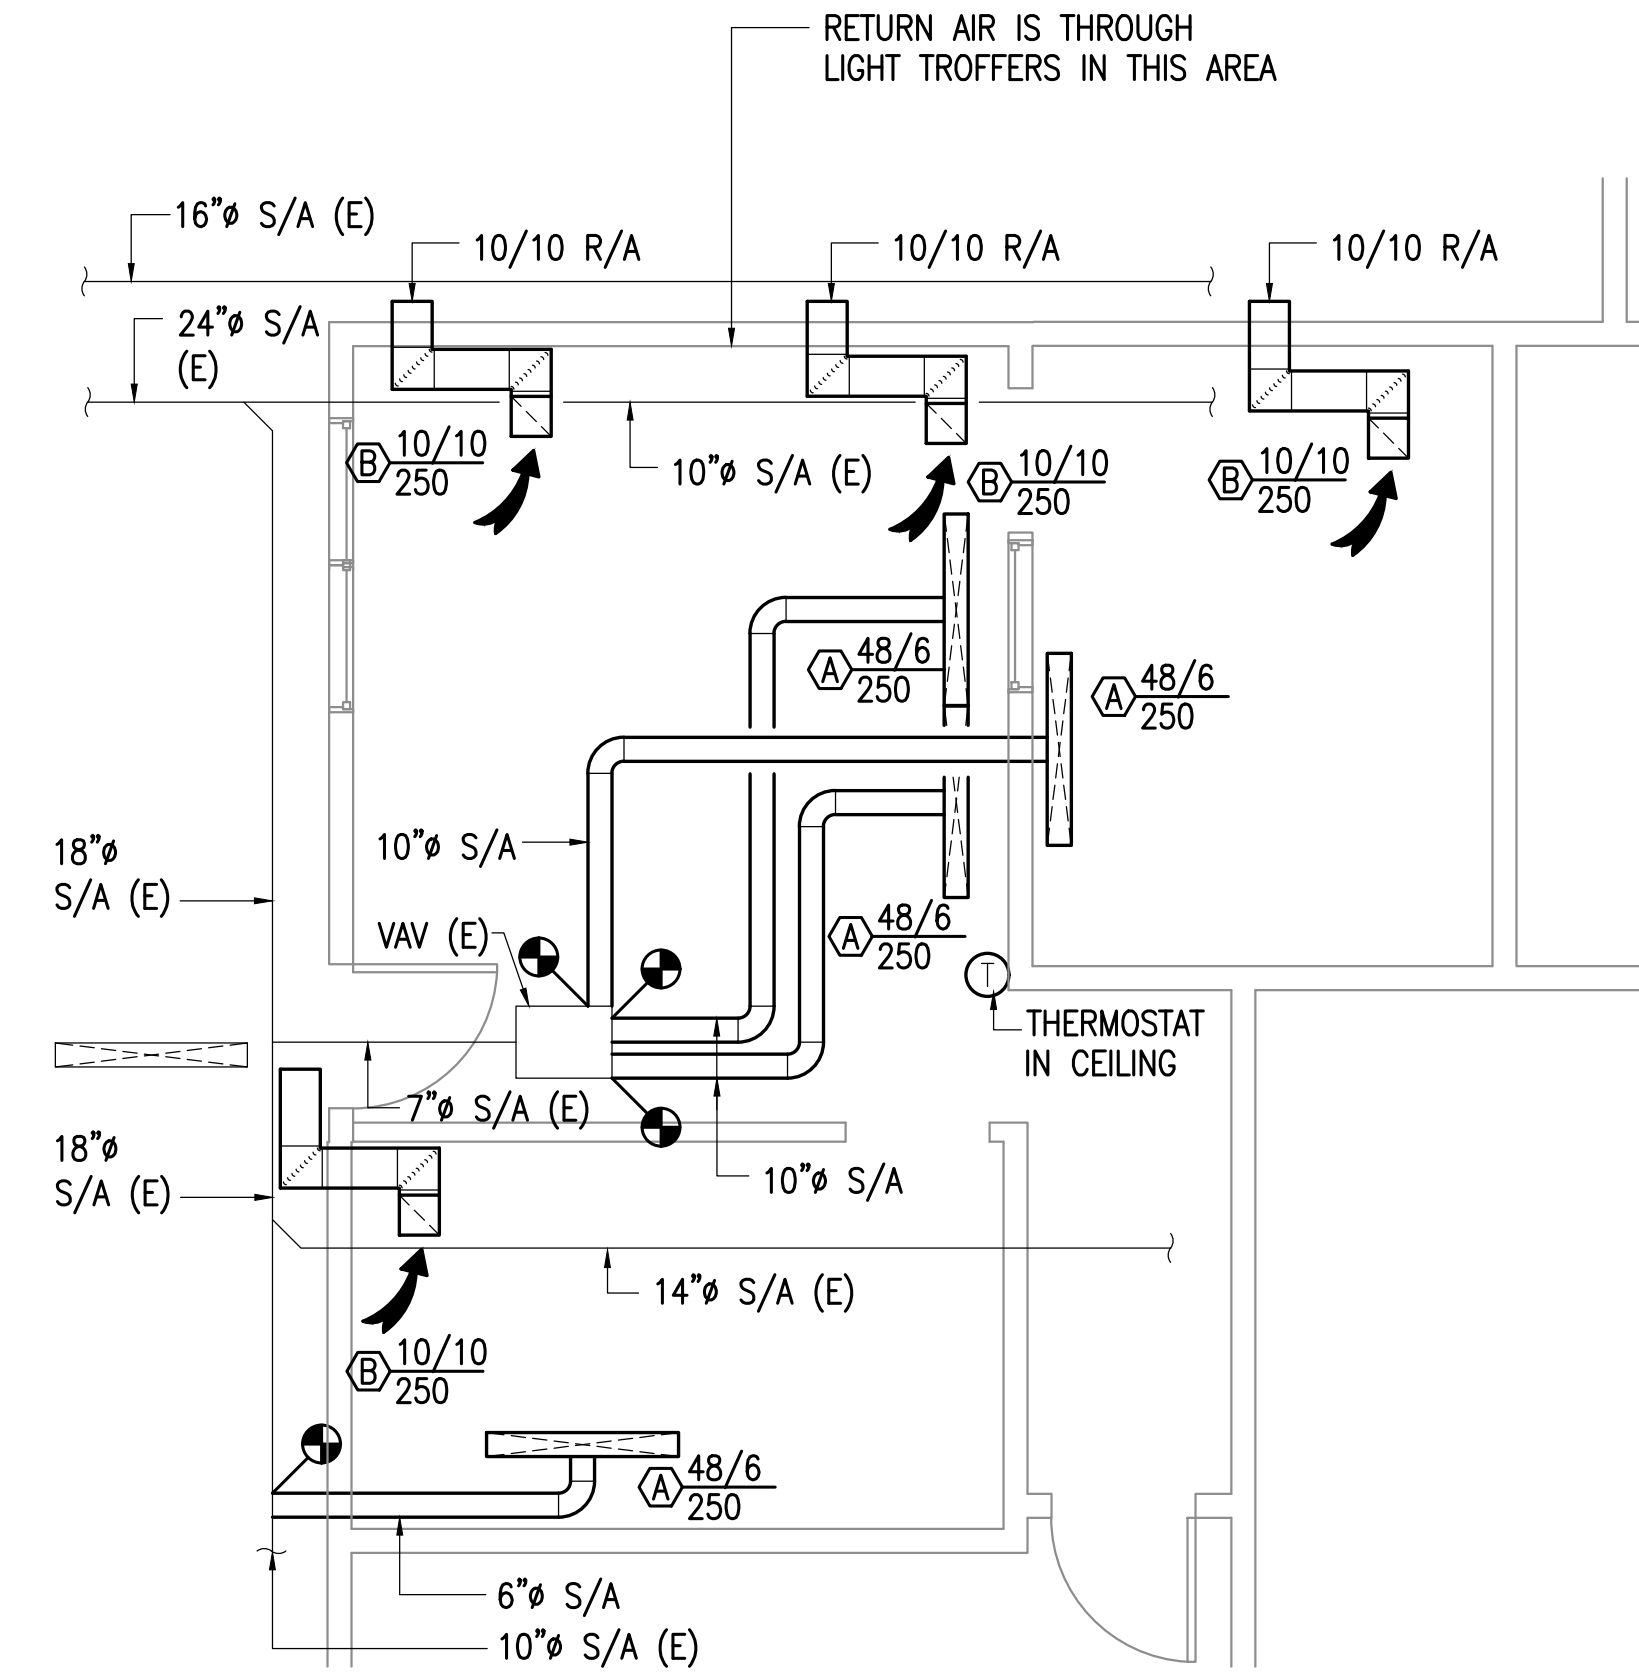 RETURN AIR IS THROUGH
LIGHT TROFFERS IN THIS AREA
16"ø S/A (E)
10/10 R/A
10/10 R/A
10/10 R/A
24"ø S/A
(E)
B 10/10
250
10"ø S/A (E)
B 10/10
250
B 10/10
250
A 48/6
250
A 48/6
250
10"ø S/A
18"ø
S/A (E)
VAV (E)
A 48/6
250
T
THERMOSTAT
IN CEILING
7"ø S/A (E)
18"ø
S/A (E)
10"ø S/A
14"ø S/A (E)
B 10/10
250
A 48/6
250
6"ø S/A
10"ø S/A (E)